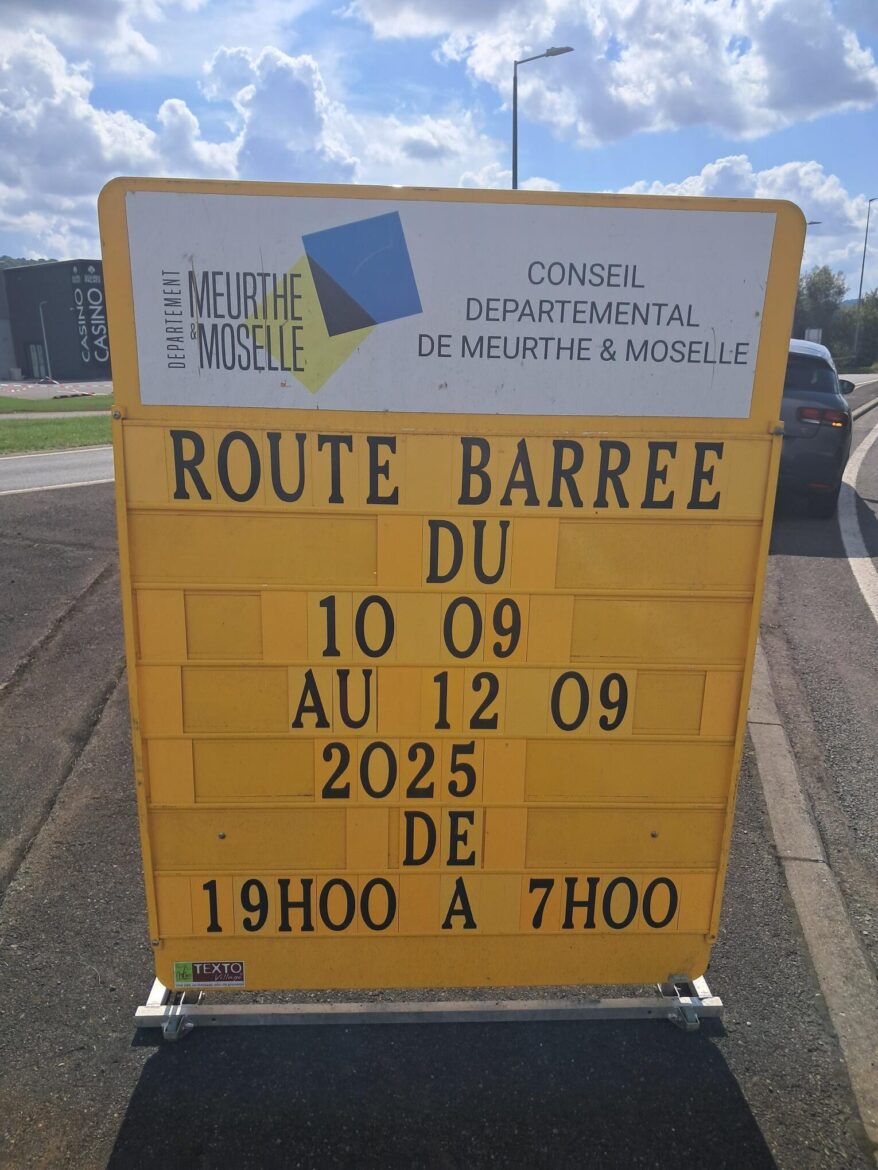 DEPARTEMENT
MEURTHE
& MOSELLE
CONSEIL
DEPARTEMENTAL
DE MEURTHE & MOSELLE
CASINO
CASINO
ROUTE BARREE
DU
10 09
AU 12 09
2025
DE
19H00 A 7H00
TEXTO
Village